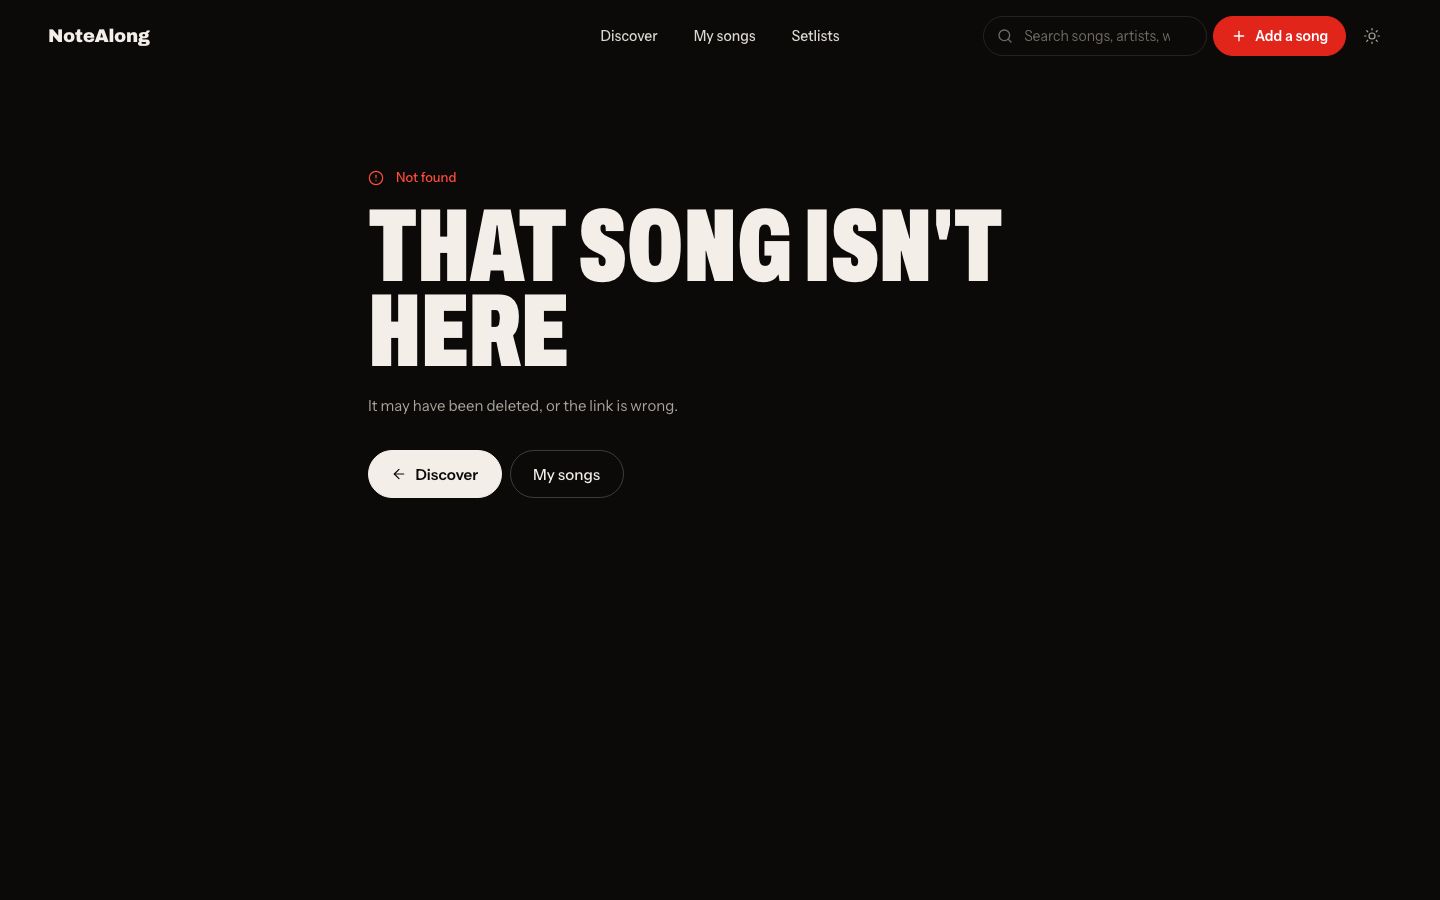 NoteAlong
Discover
My songs
Setlists
Search songs, artists, w
Add a song
Not found
THAT SONG ISN'T
HERE
It may have been deleted, or the link is wrong.
Discover
My songs